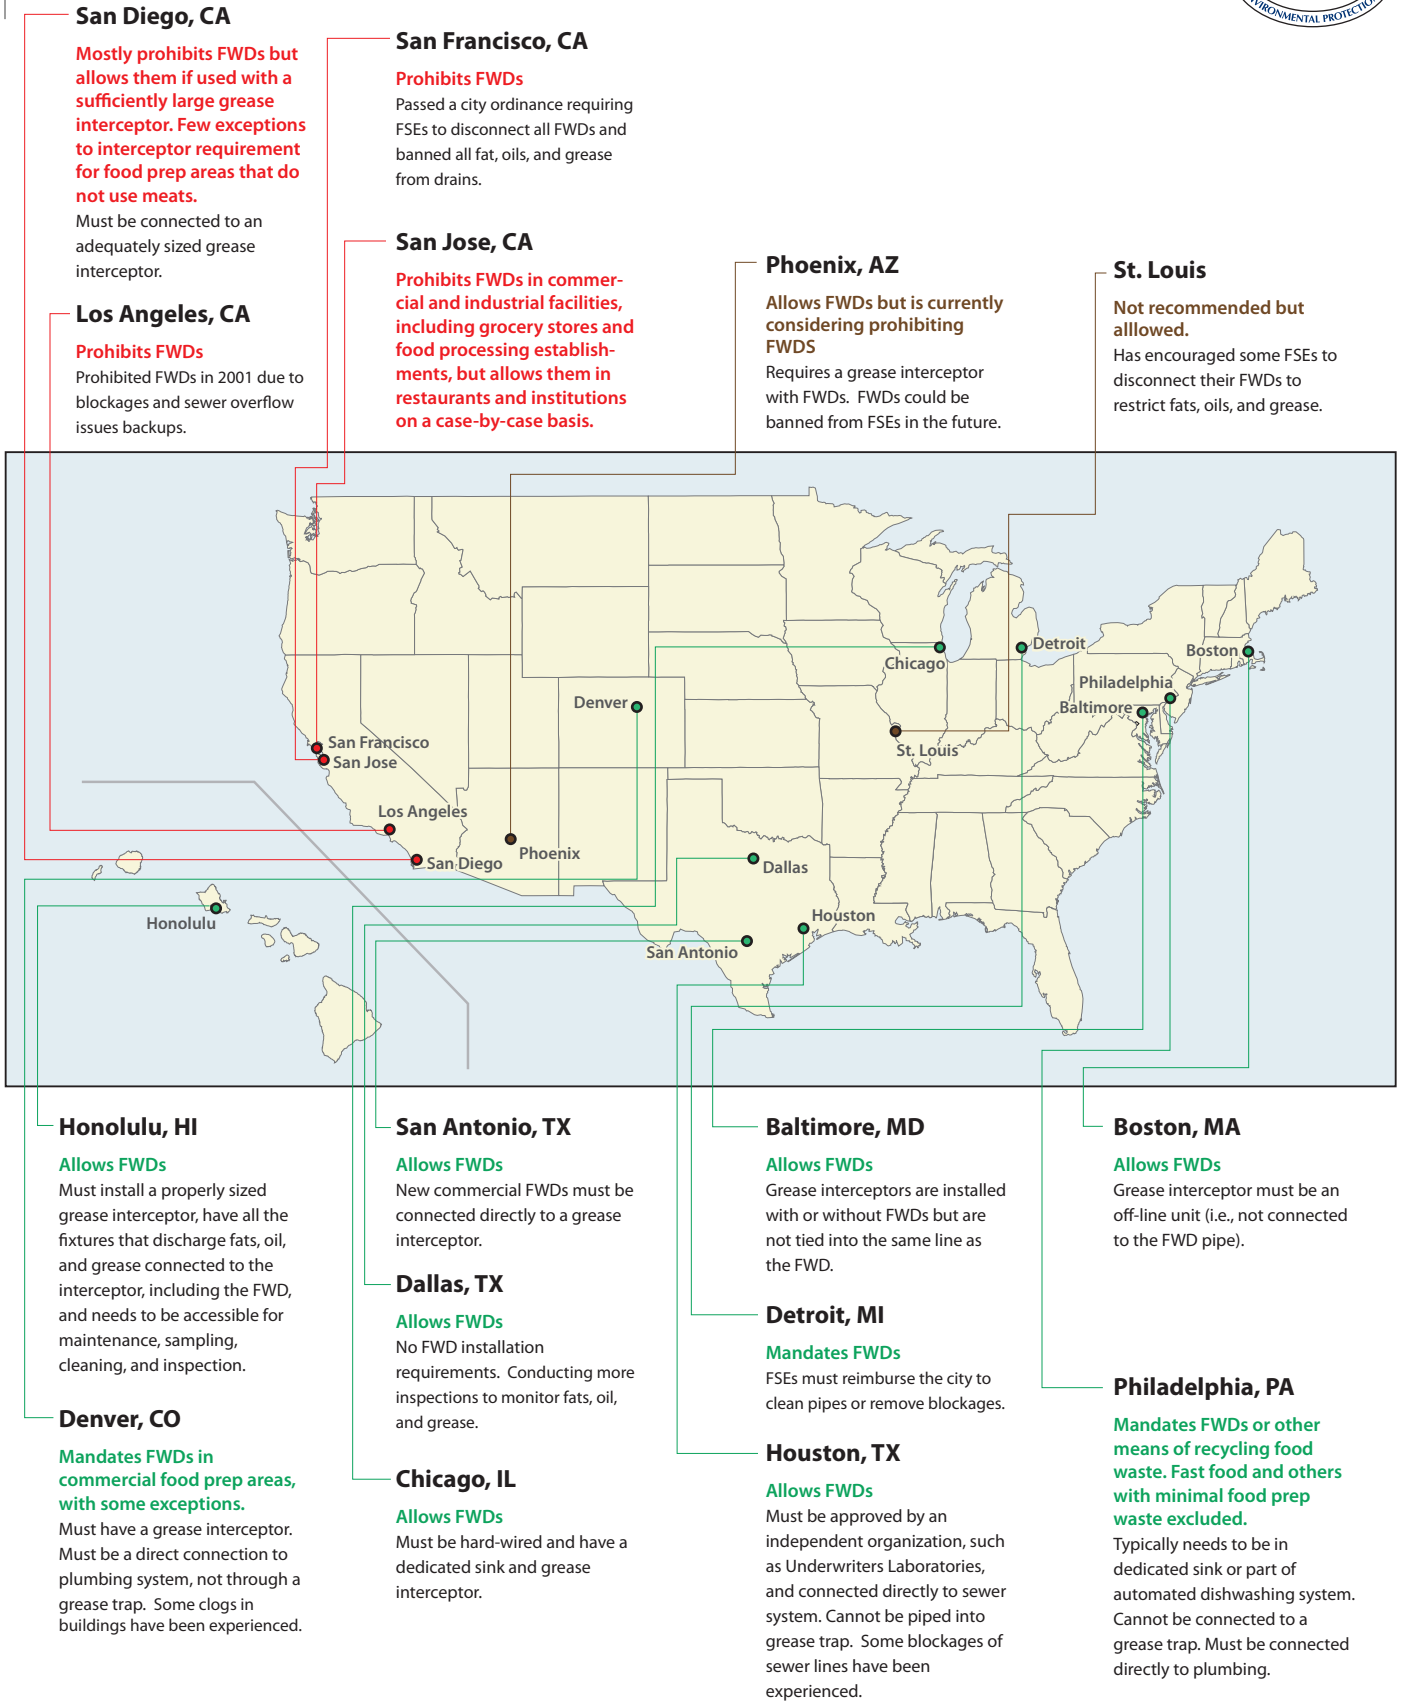 VIRONMENTAL PROTECTION
San Diego, CA
Mostly prohibits FWDs but
allows them if used with a
sufficiently large grease
interceptor. Few exceptions
to interceptor requirement
for food prep areas that do
not use meats.
Must be connected to an
adequately sized grease
interceptor.
Los Angeles, CA
Prohibits FWDs
Prohibited FWDs in 2001 due to
blockages and sewer overflow
issues backups.
San Francisco, CA
Prohibits FWDs
Passed a city ordinance requiring
FSEs to disconnect all FWDs and
banned all fat, oils, and grease
from drains.
San Jose, CA
Prohibits FWDs in commer-
cial and industrial facilities,
including grocery stores and
food processing establish-
ments, but allows them in
restaurants and institutions
on a case-by-case basis.
Phoenix, AZ
Allows FWDs but is currently
considering prohibiting
FWDS
Requires a grease interceptor
with FWDs.  FWDs could be
banned from FSEs in the future.
St. Louis
Not recommended but
alllowed.
Has encouraged some FSEs to
disconnect their FWDs to
restrict fats, oils, and grease.
Detroit
Boston
Chicago
Philadelphia
Denver
Baltimore
San Francisco
St. Louis
San Jose
Los Angeles
Phoenix
San Diego
Dallas
Houston
Honolulu
San Antonio
Honolulu, HI
Allows FWDs
Must install a properly sized
grease interceptor, have all the
fixtures that discharge fats, oil,
and grease connected to the
interceptor, including the FWD,
and needs to be accessible for
maintenance, sampling,
cleaning, and inspection.
Denver, CO
Mandates FWDs in
commercial food prep areas,
with some exceptions.
Must have a grease interceptor.
Must be a direct connection to
plumbing system, not through a
grease trap.  Some clogs in
buildings have been experienced.
San Antonio, TX
Allows FWDs
New commercial FWDs must be
connected directly to a grease
interceptor.
Dallas, TX
Allows FWDs
No FWD installation
requirements.  Conducting more
inspections to monitor fats, oil,
and grease.
Chicago, IL
Allows FWDs
Must be hard-wired and have a
dedicated sink and grease
interceptor.
Baltimore, MD
Allows FWDs
Grease interceptors are installed
with or without FWDs but are
not tied into the same line as
the FWD.
Detroit, MI
Mandates FWDs
FSEs must reimburse the city to
clean pipes or remove blockages.
Houston, TX
Allows FWDs
Must be approved by an
independent organization, such
as Underwriters Laboratories,
and connected directly to sewer
system. Cannot be piped into
grease trap.  Some blockages of
sewer lines have been
experienced.
Boston, MA
Allows FWDs
Grease interceptor must be an
off-line unit (i.e., not connected
to the FWD pipe).
Philadelphia, PA
Mandates FWDs or other
means of recycling food
waste. Fast food and others
with minimal food prep
waste excluded.
Typically needs to be in
dedicated sink or part of
automated dishwashing system.
Cannot be connected to a
grease trap. Must be connected
directly to plumbing.